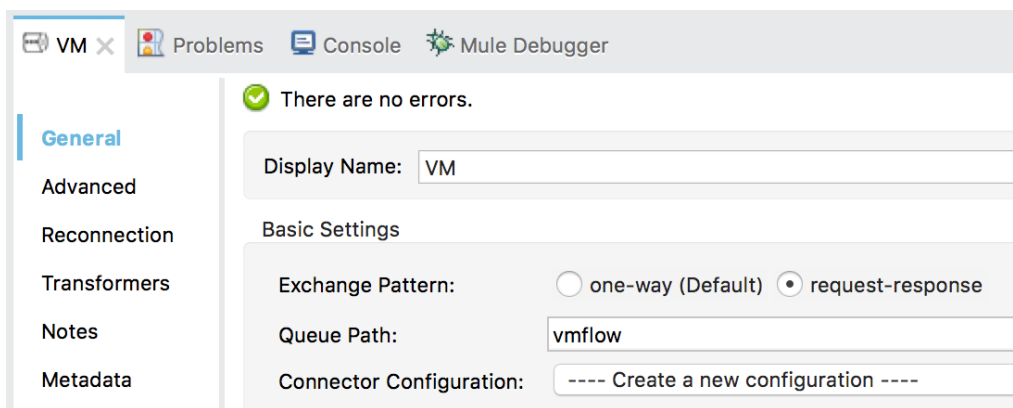 VM Problems Console Mule Debugger
There are no errors.
General
Display Name: VM
Advanced
Reconnection
Basic Settings
Transformers
Exchange Pattern: one-way (Default) request-response
Notes
Queue Path: vmflow
Metadata
Connector Configuration: ---- Create a new configuration ----